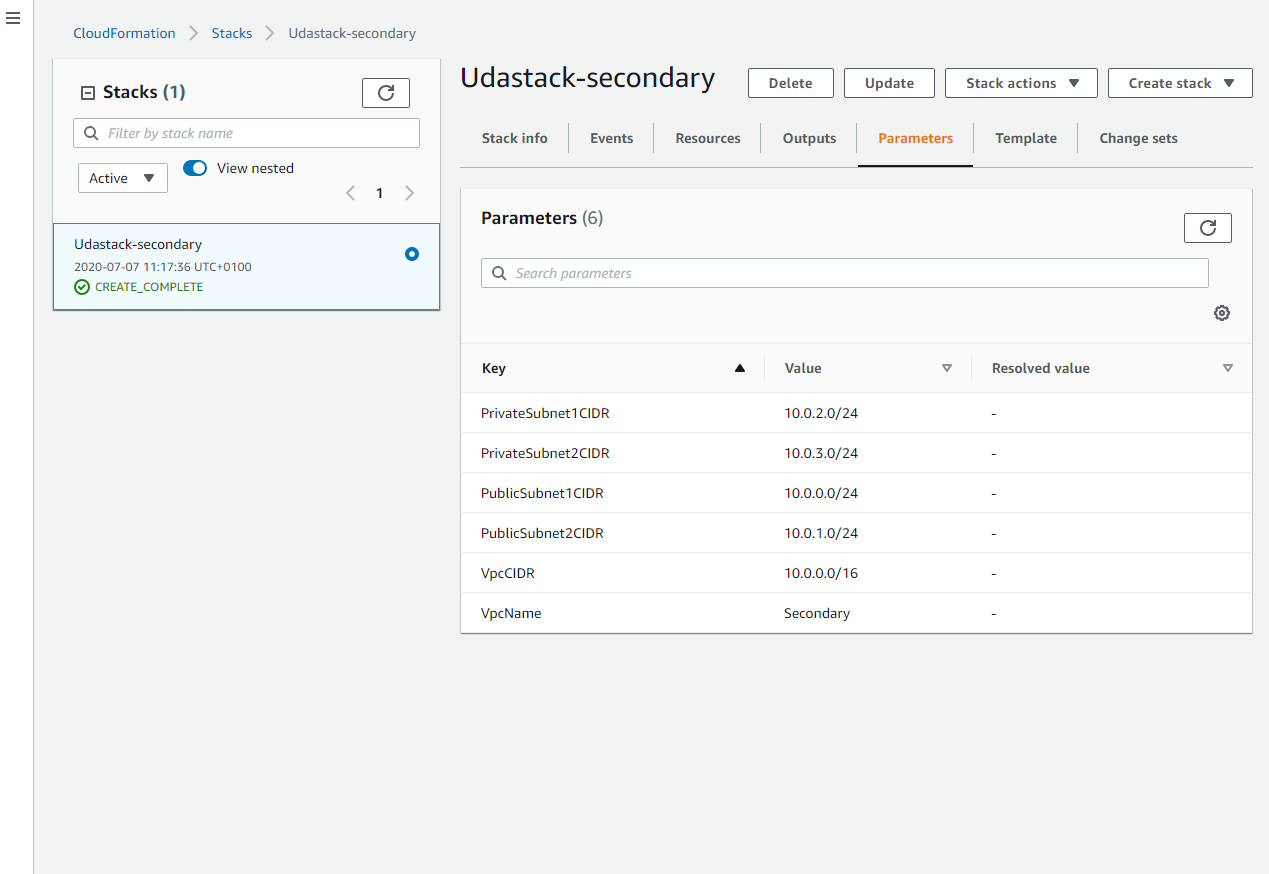 CloudFormation Stacks Udastack-secondary
Stacks (1)
Filter by stack name
Active
View nested
1
Udastack-secondary
2020-07-07 11:17:36 UTC+0100
CREATE_COMPLETE
Udastack-secondary
Delete Update Stack actions Create stack
Stack info Events Resources Outputs Parameters Template Change sets
Parameters (6)
Search parameters
Key Value Resolved value
PrivateSubnet1CIDR 10.0.2.0/24 -
PrivateSubnet2CIDR 10.0.3.0/24 -
PublicSubnet1CIDR 10.0.0.0/24 -
PublicSubnet2CIDR 10.0.1.0/24 -
VpcCIDR 10.0.0.0/16 -
VpcName Secondary -